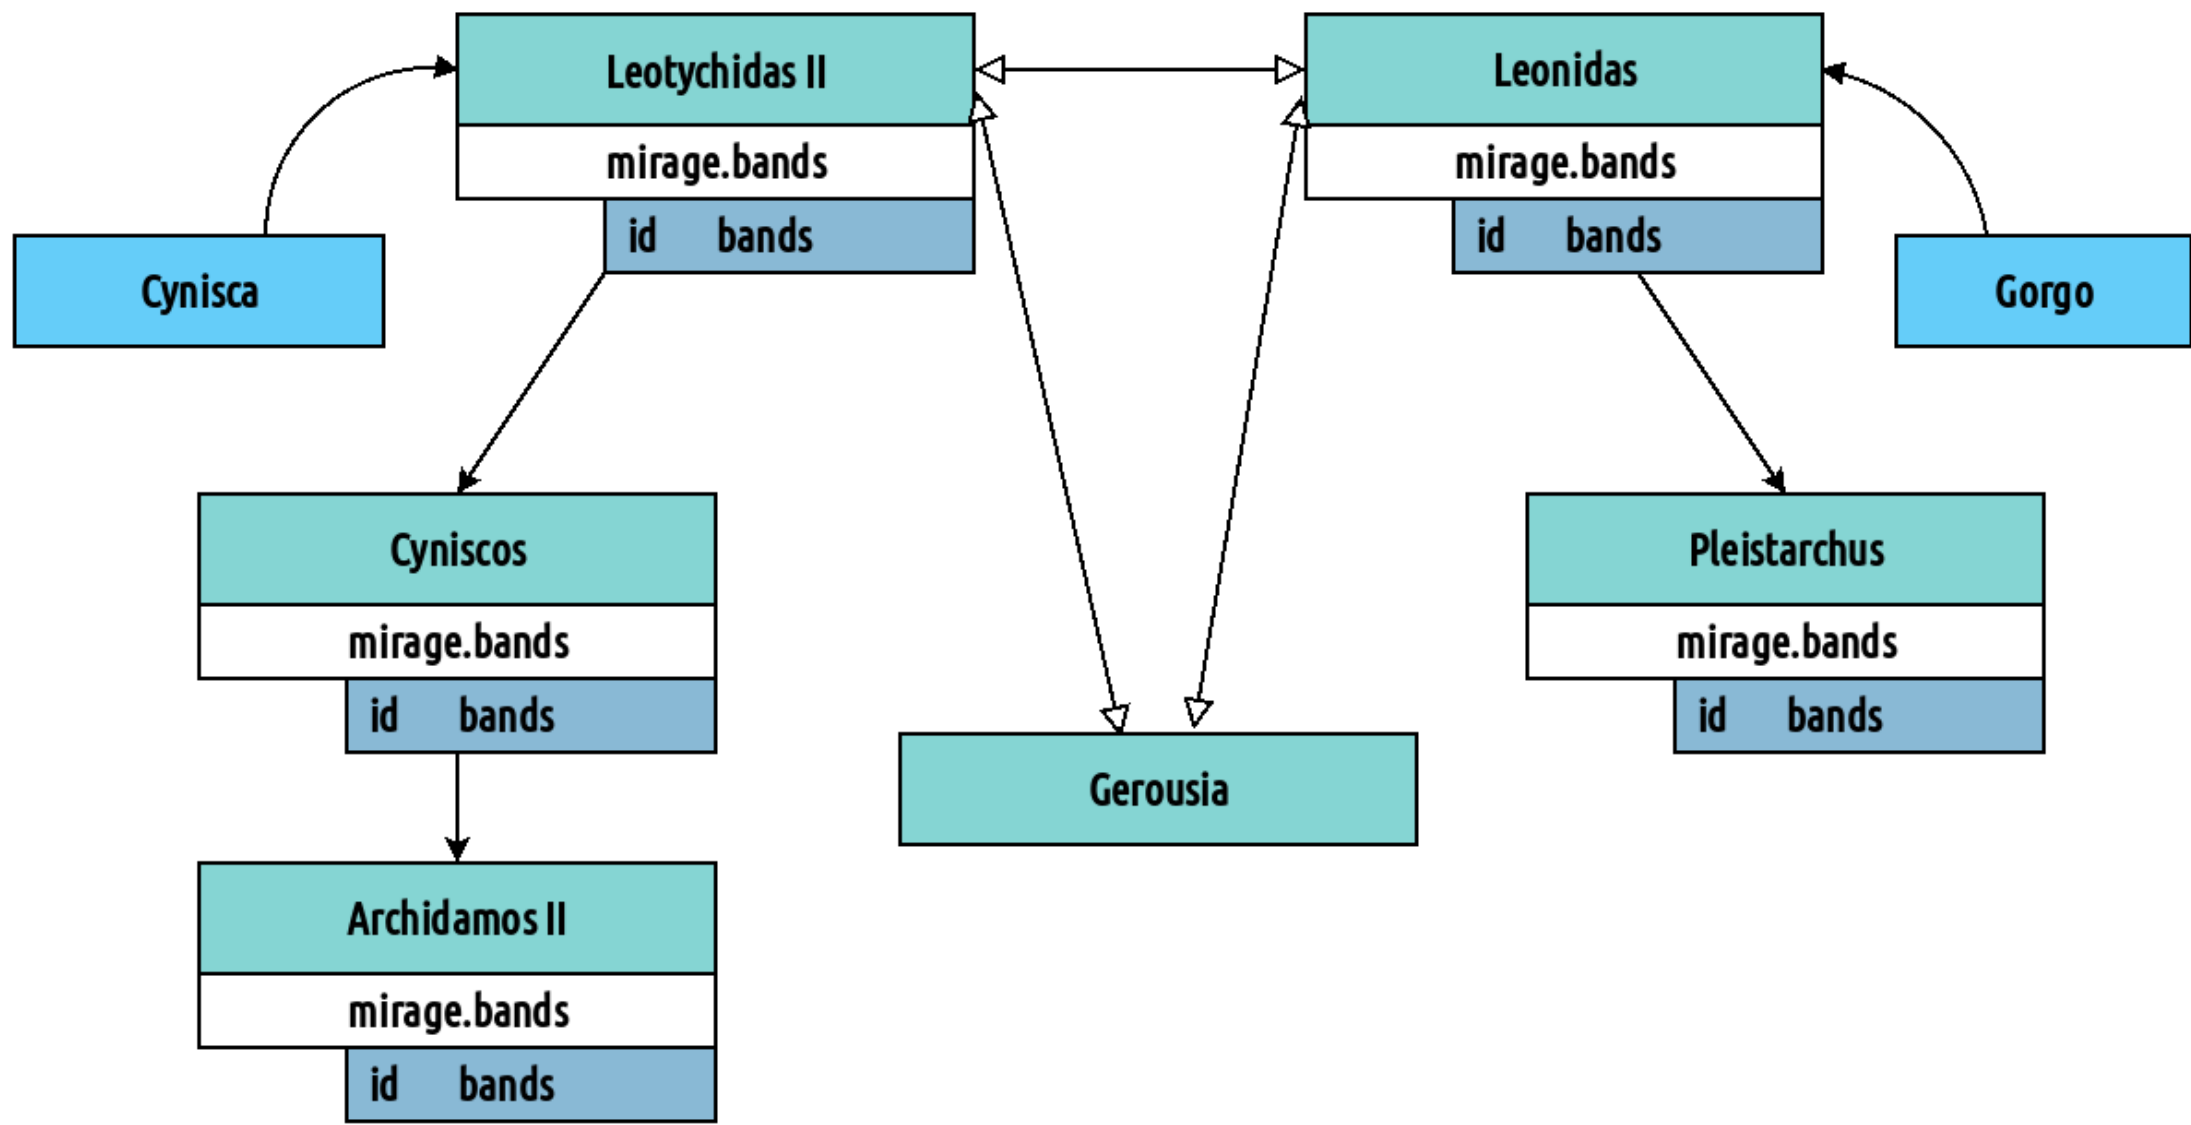 Leotychidas II
mirage.bands
id bands
Leonidas
mirage.bands
id bands
Cynisca
Gorgo
Cyniscos
mirage.bands
id bands
Pleistarchus
mirage.bands
id bands
Gerousia
Archidamos II
mirage.bands
id bands